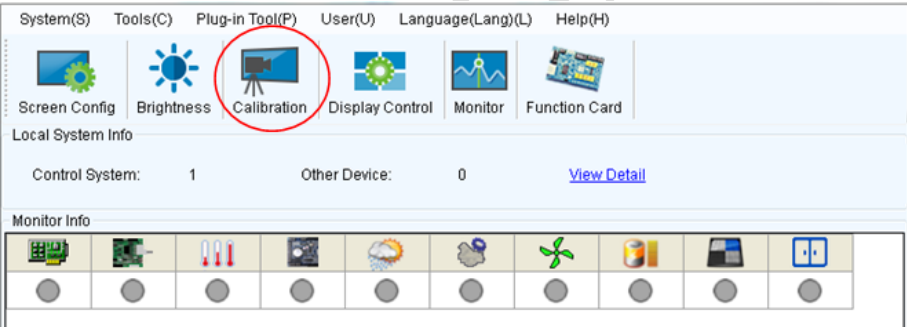 System(S) Tools(C) Plug-in Tool(P) User(U) Language(Lang)(L) Help(H)
Screen Config Brightness Calibration Display Control Monitor Function Card
Local System Info
Control System: 1 Other Device: 0 View Detail
Monitor Info